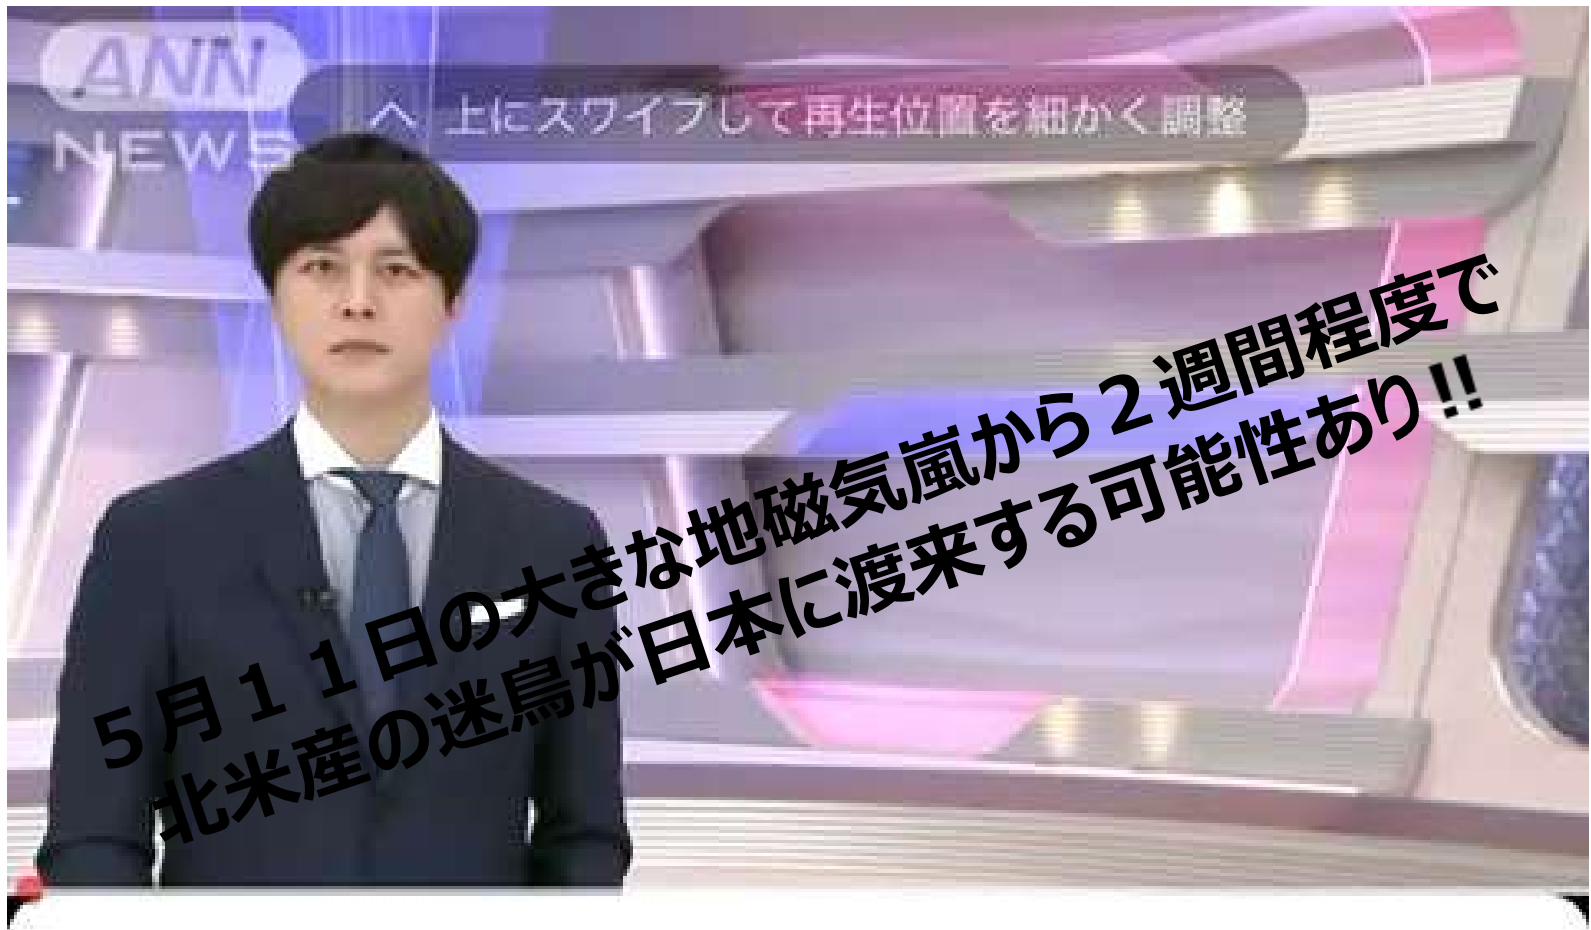 ANN
NEWS
へ 上にスワイプして再生位置を細かく調整
５月１１日の大きな地磁気嵐から２週間程度で
北米産の迷鳥が日本に渡来する可能性あり!!